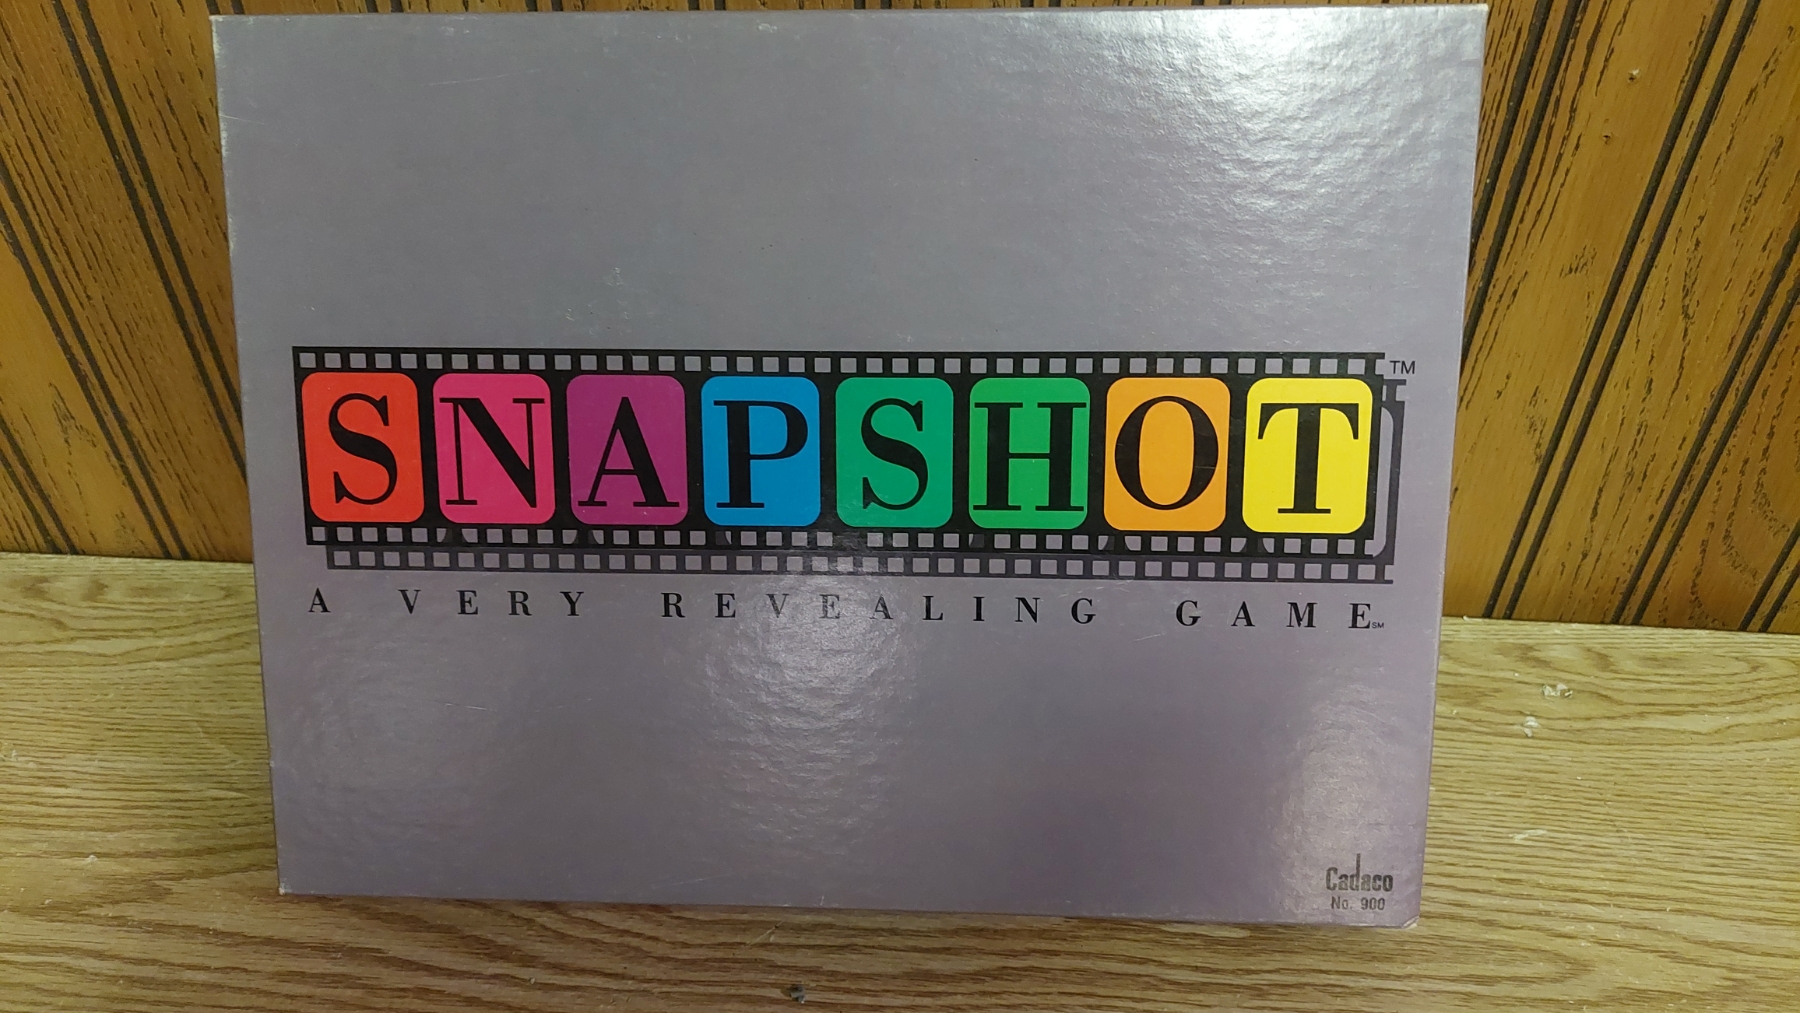 SNAPSHOT™
A VERY REVEALING GAME℠
Cadaco
No. 900